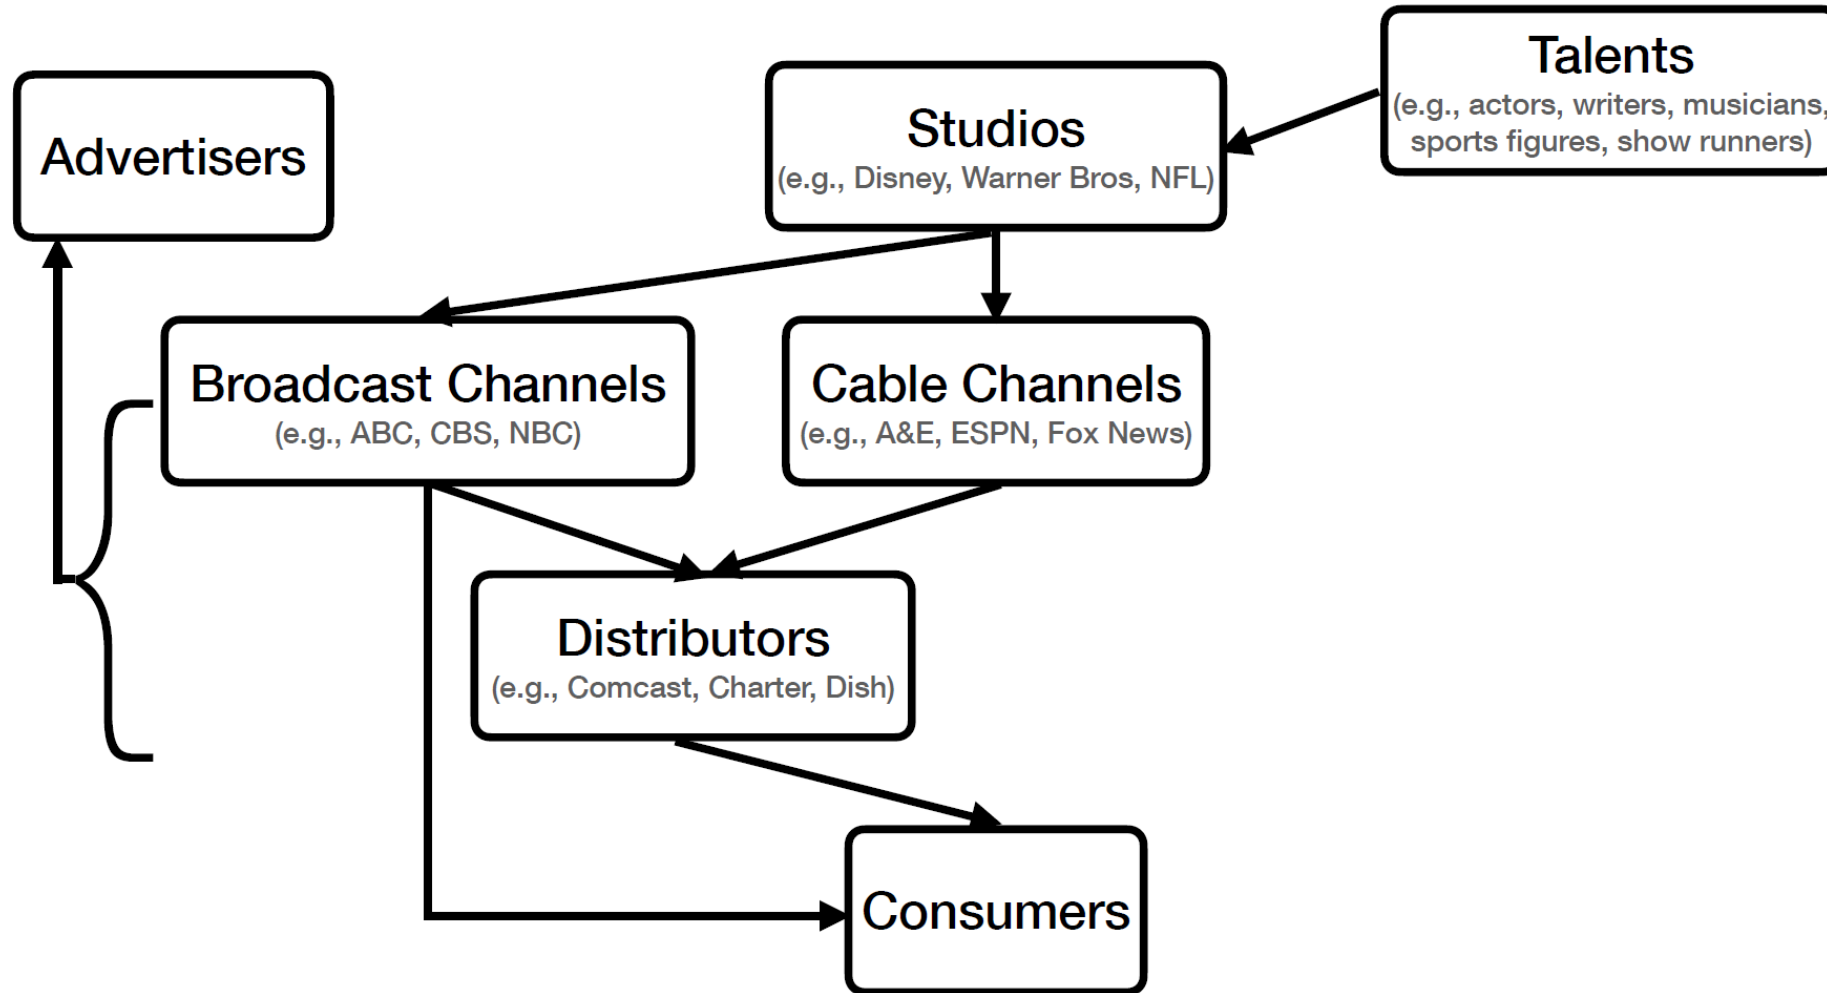 Talents
(e.g., actors, writers, musicians,
sports figures, show runners)
Studios
(e.g., Disney, Warner Bros, NFL)
Advertisers
Broadcast Channels
(e.g., ABC, CBS, NBC)
Cable Channels
(e.g., A&E, ESPN, Fox News)
Distributors
(e.g., Comcast, Charter, Dish)
Consumers